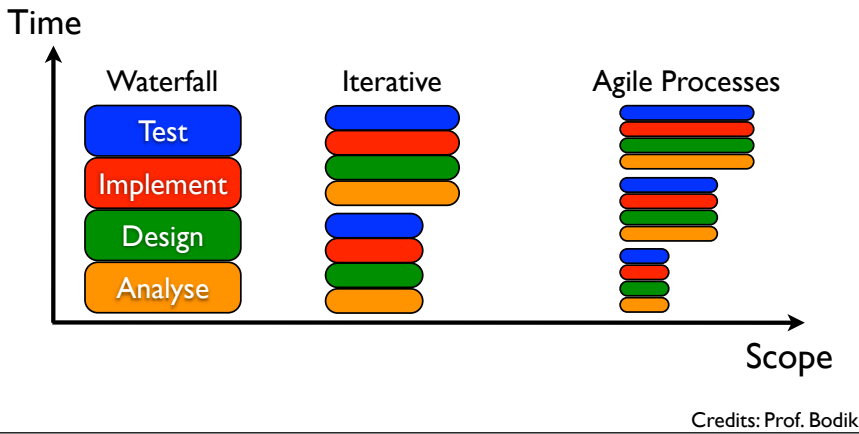 Time
Waterfall
Iterative
Agile Processes
Test
Implement
Design
Analyse
Scope
Credits: Prof. Bodik